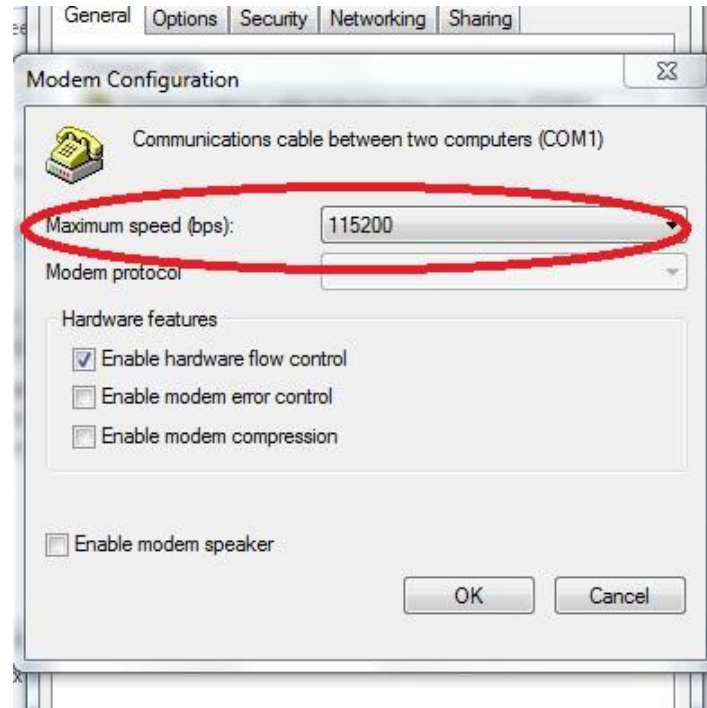 General Options Security Networking Sharing
Modem Configuration
Communications cable between two computers (COM1)
Maximum speed (bps): 115200
Modem protocol
Hardware features
Enable hardware flow control
Enable modem error control
Enable modem compression
Enable modem speaker
OK Cancel